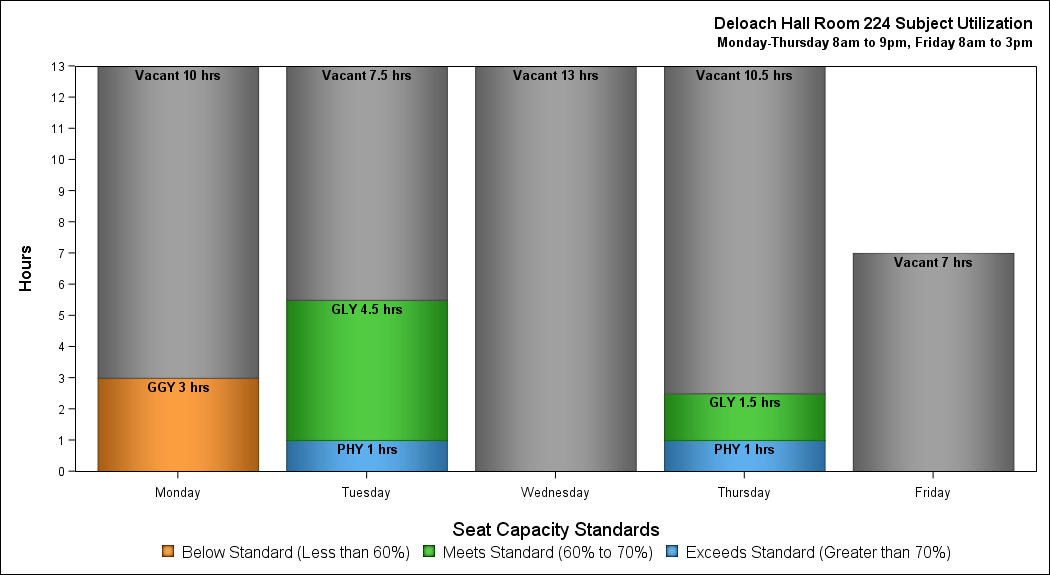 Deloach Hall Room 224 Subject Utilization
Monday-Thursday 8am to 9pm, Friday 8am to 3pm
Hours
13
12
11
10
9
8
7
6
5
4
3
2
1
0
Vacant 10 hrs
GGY 3 hrs
Vacant 7.5 hrs
GLY 4.5 hrs
PHY 1 hrs
Vacant 13 hrs
Vacant 10.5 hrs
GLY 1.5 hrs
PHY 1 hrs
Vacant 7 hrs
Monday Tuesday Wednesday Thursday Friday
Seat Capacity Standards
Below Standard (Less than 60%) Meets Standard (60% to 70%) Exceeds Standard (Greater than 70%)